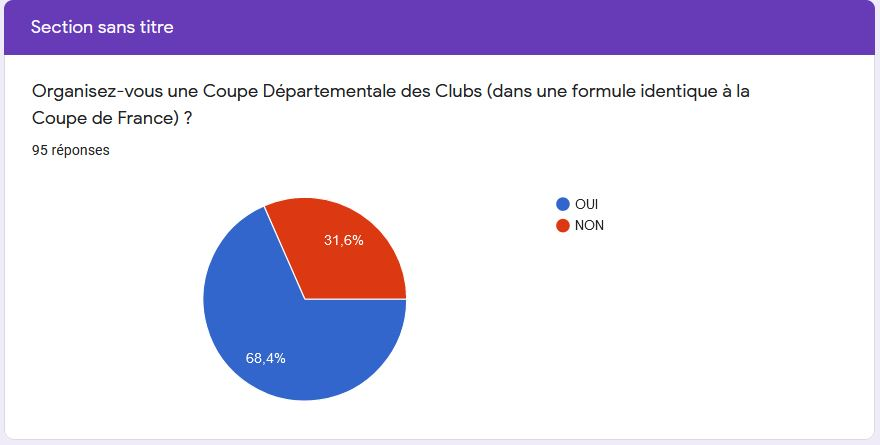 Section sans titre
Organisez-vous une Coupe Départementale des Clubs (dans une formule identique à la
Coupe de France) ?
95 réponses
OUI
NON
31,6%
68,4%